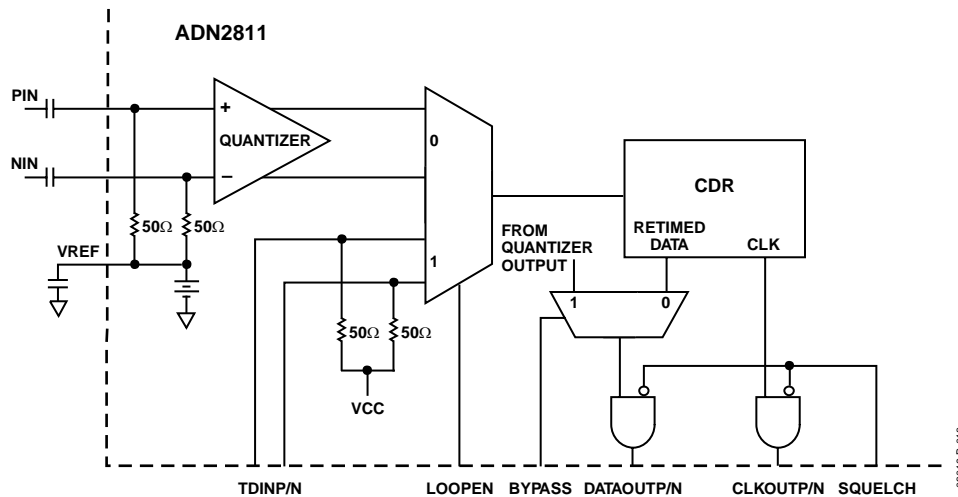 ADN2811
PIN
+
QUANTIZER
0
NIN
−
CDR
50Ω
50Ω
FROM
QUANTIZER
OUTPUT
RETIMED
DATA
CLK
VREF
1
1
0
50Ω
50Ω
VCC
TDINP/N
LOOPEN
BYPASS
DATAOUTP/N
CLKOUTP/N
SQUELCH